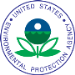 UNITED STATES
ENVIRONMENTAL PROTECTION AGENCY